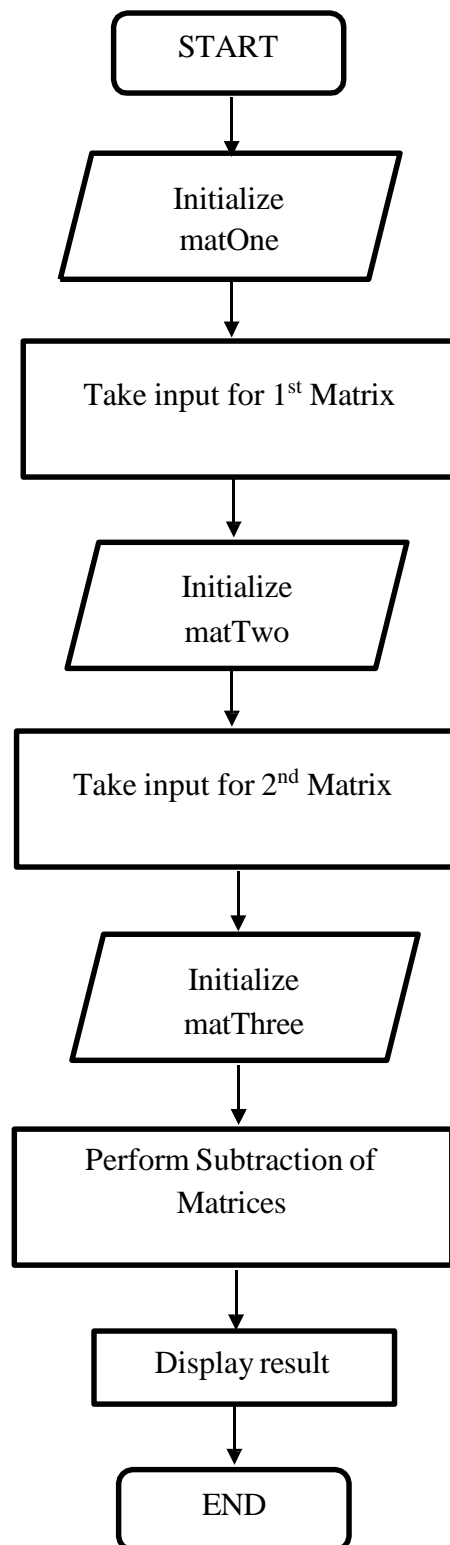 START
Initialize
matOne
Take input for 1st Matrix
Initialize
matTwo
Take input for 2nd Matrix
Initialize
matThree
Perform Subtraction of
Matrices
Display result
END